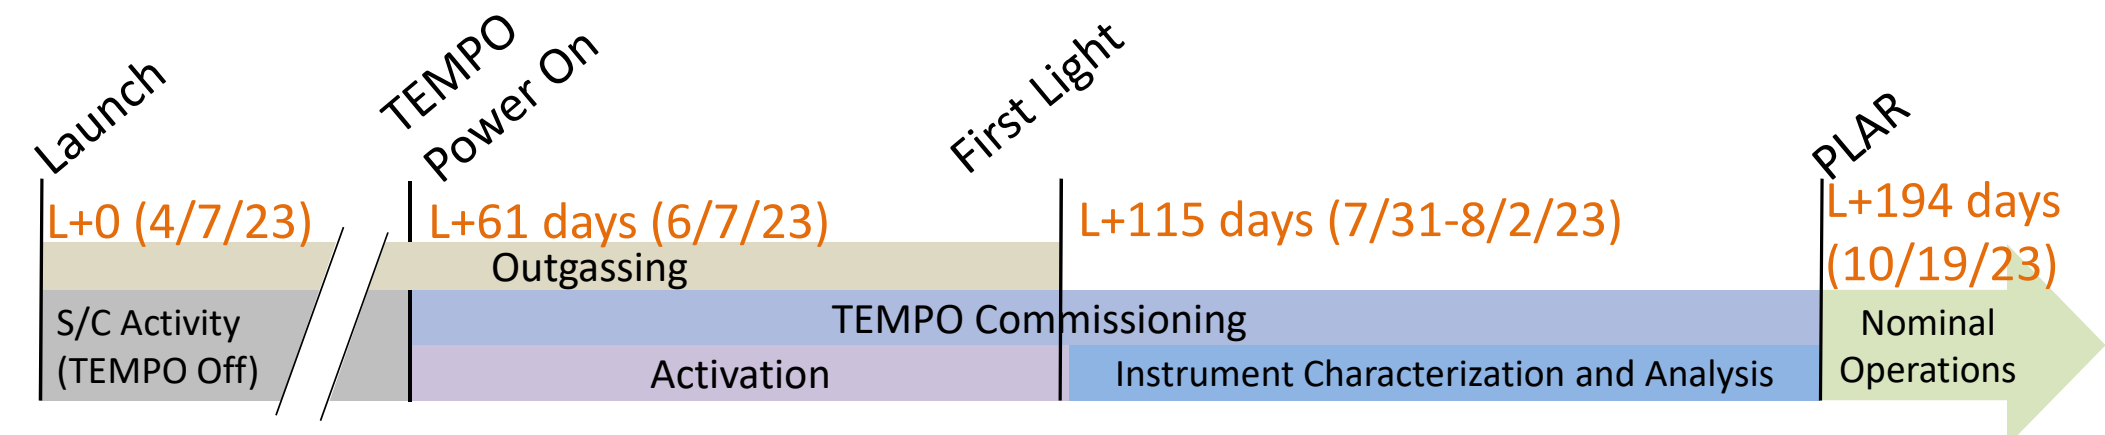 Launch
TEMPO
Power On
First Light
PLAR
L+0 (4/7/23)
L+61 days (6/7/23)
L+115 days (7/31-8/2/23)
L+194 days
(10/19/23)
Outgassing
S/C Activity
(TEMPO Off)
TEMPO Commissioning
Activation
Instrument Characterization and Analysis
Nominal
Operations